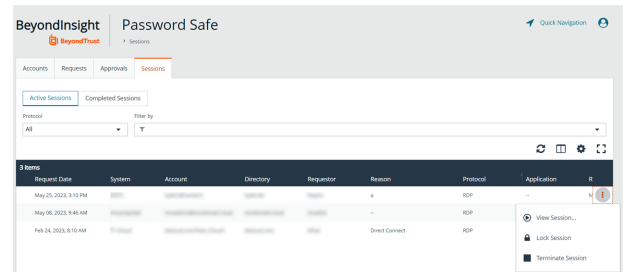 BeyondInsight
BeyondTrust
Password Safe
› Sessions
Quick Navigation
Accounts Requests Approvals Sessions
Active Sessions Completed Sessions
Protocol Filter by
All
3 items
Request Date System Account Directory Requestor Reason Protocol Application R
May 25, 2023, 3:10 PM a RDP -- M
May 08, 2023, 9:46 AM -- RDP
Feb 24, 2023, 8:10 AM Direct Connect RDP
View Session...
Lock Session
Terminate Session